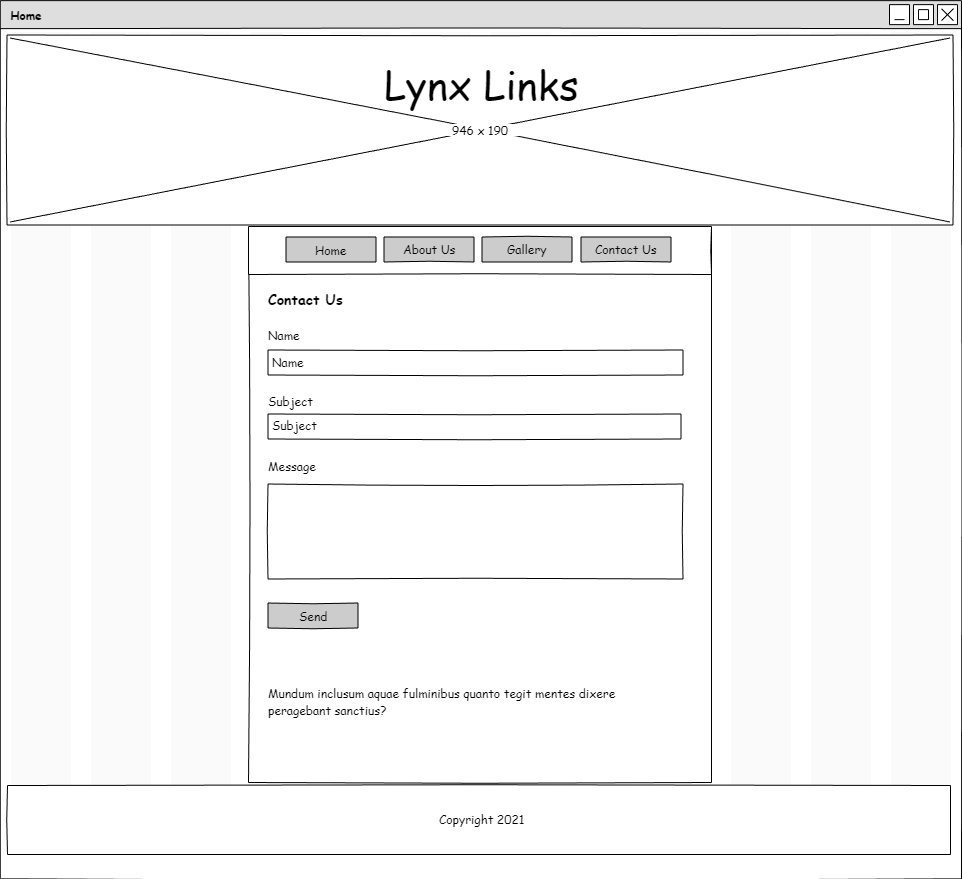 Home
Lynx Links
946 x 190
Home
About Us
Gallery
Contact Us
Contact Us
Name
Name
Subject
Subject
Message
Send
Mundum inclusum aquae fulminibus quanto tegit mentes dixere
peragebant sanctius?
Copyright 2021